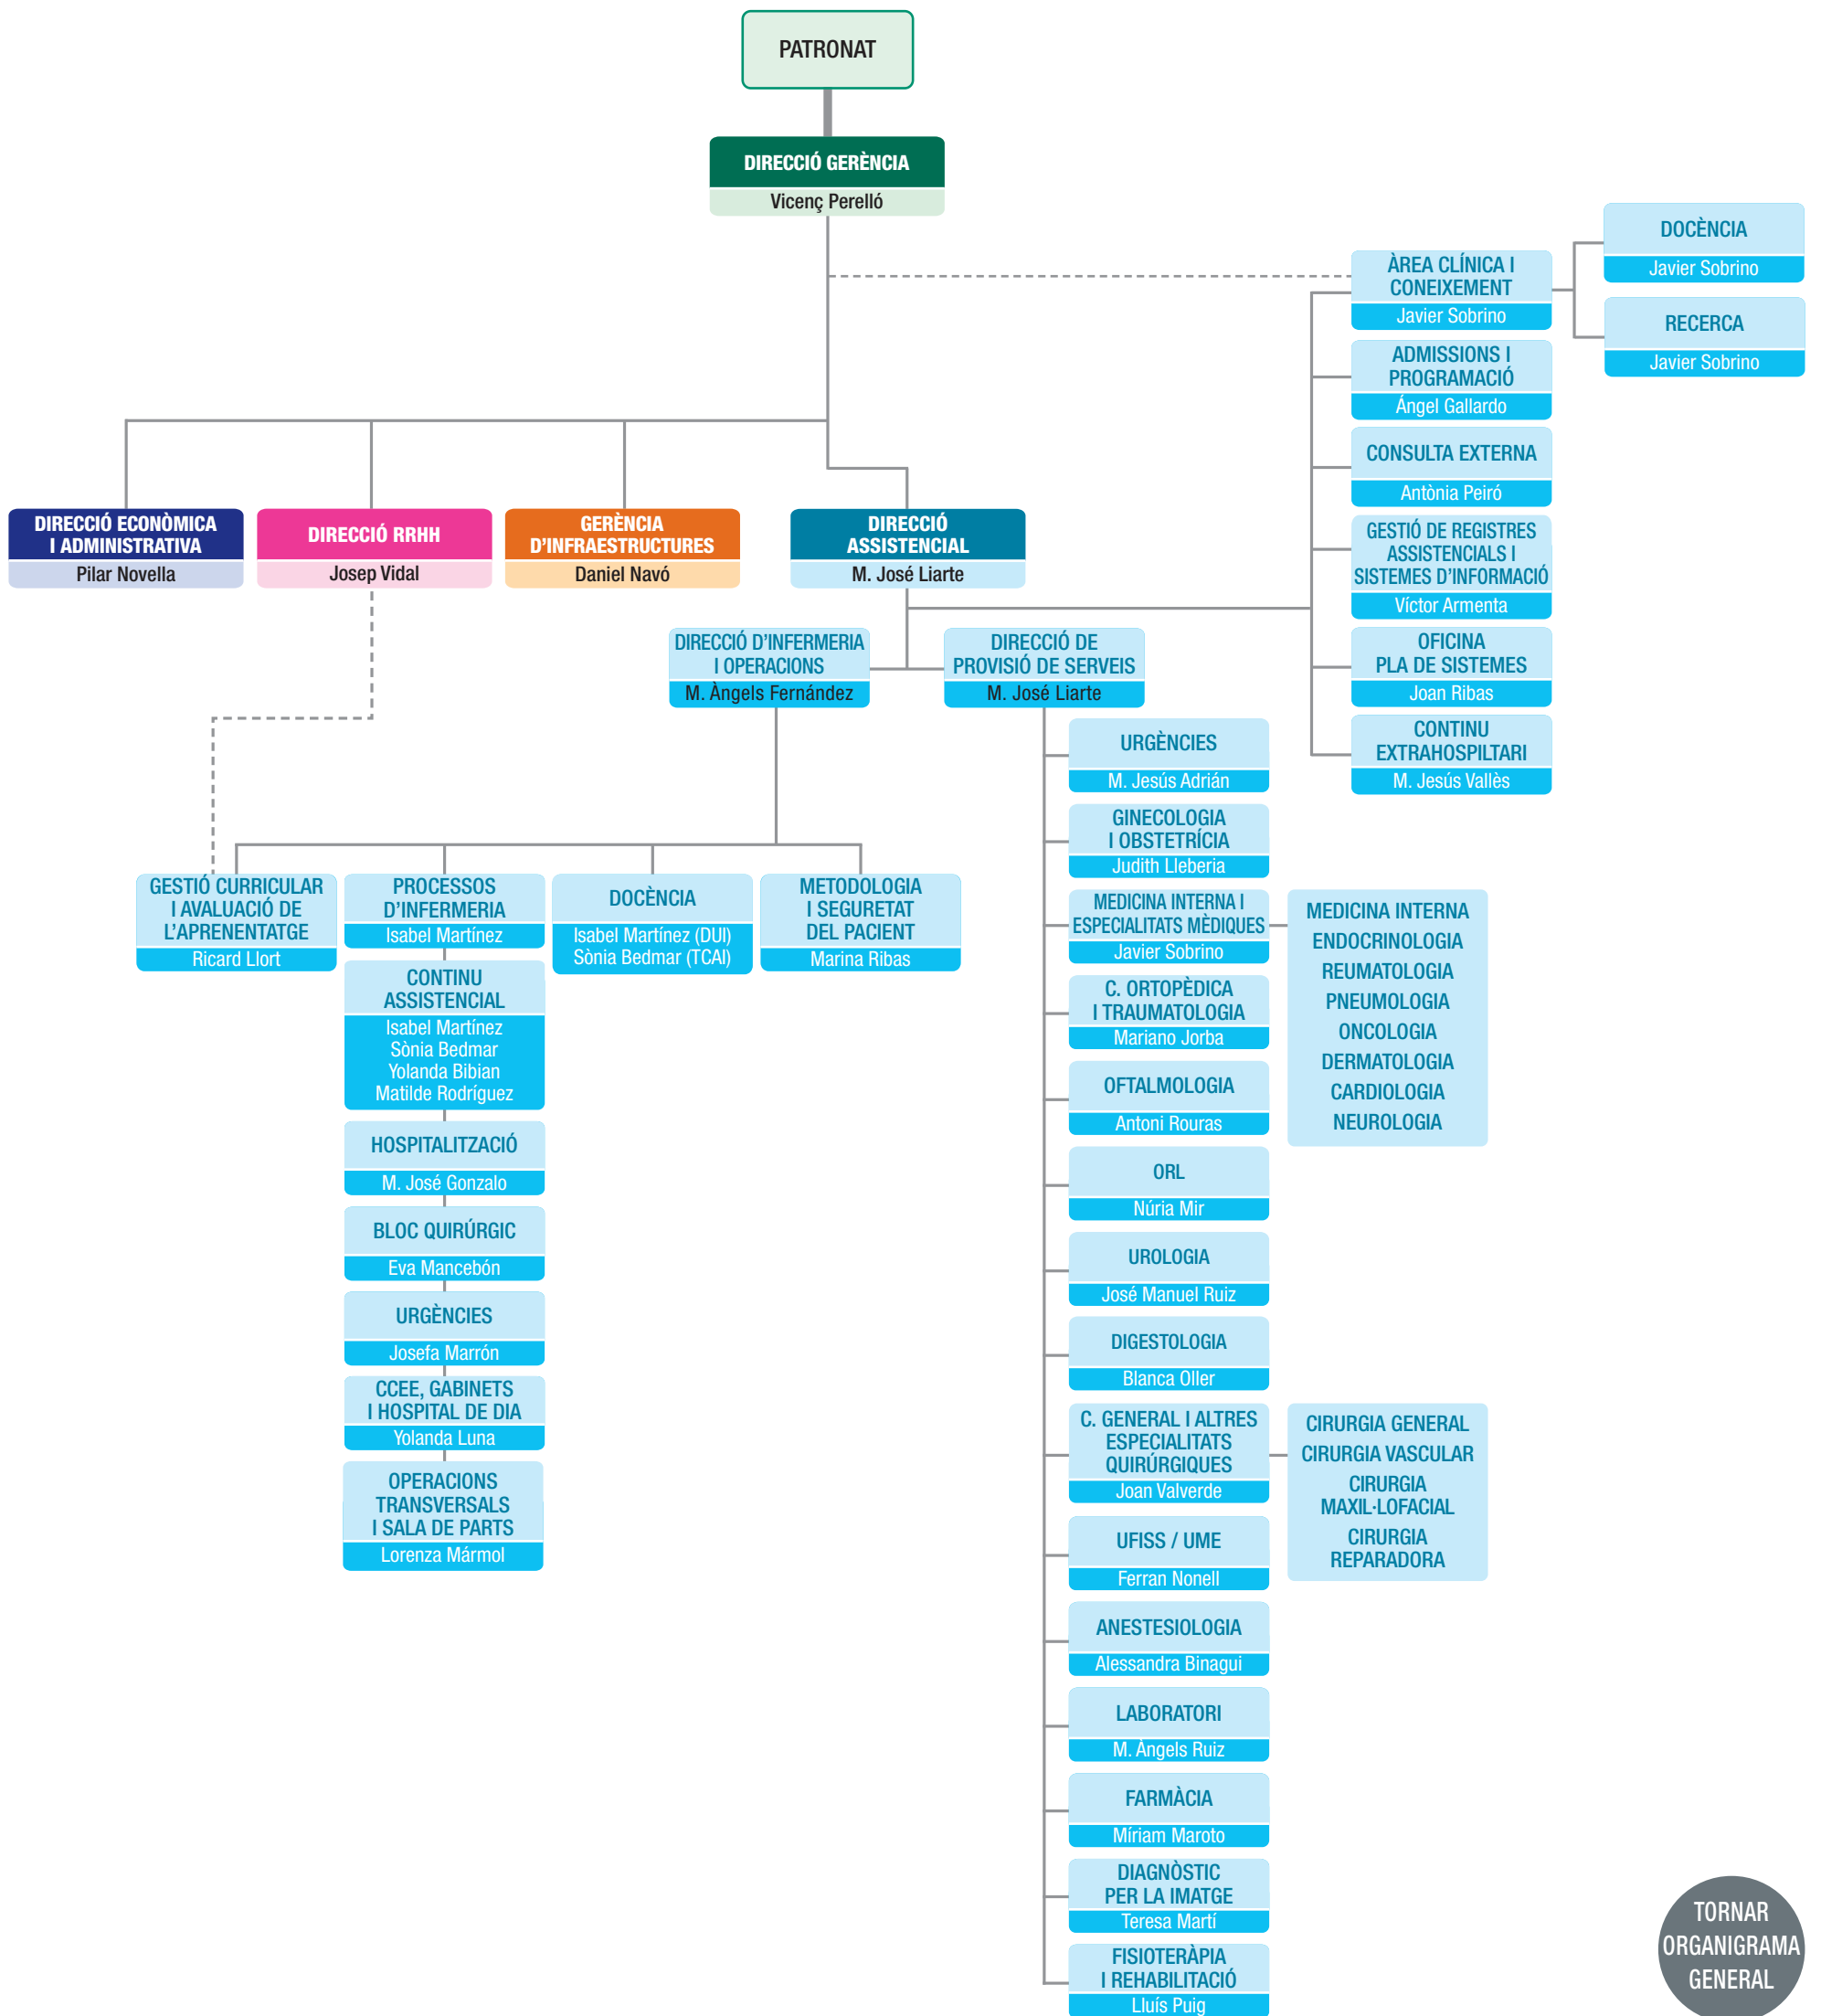 PATRONAT
DIRECCIÓ GERÈNCIA
Vicenç Perelló
DOCÈNCIA
Javier Sobrino
RECERCA
Javier Sobrino
ÀREA CLÍNICA I
CONEIXEMENT
Javier Sobrino
ADMISSIONS I
PROGRAMACIÓ
Ángel Gallardo
CONSULTA EXTERNA
Antònia Peiró
GESTIÓ DE REGISTRES
ASSISTENCIALS I
SISTEMES D'INFORMACIÓ
Víctor Armenta
OFICINA
PLA DE SISTEMES
Joan Ribas
CONTINU
EXTRAHOSPILTARI
M. Jesús Vallès
DIRECCIÓ ECONÒMICA
I ADMINISTRATIVA
Pilar Novella
DIRECCIÓ RRHH
Josep Vidal
GERÈNCIA
D'INFRAESTRUCTURES
Daniel Navó
DIRECCIÓ
ASSISTENCIAL
M. José Liarte
DIRECCIÓ D'INFERMERIA
I OPERACIONS
M. Àngels Fernández
DIRECCIÓ DE
PROVISIÓ DE SERVEIS
M. José Liarte
GESTIÓ CURRICULAR
I AVALUACIÓ DE
L'APRENENTATGE
Ricard Llort
PROCESSOS
D'INFERMERIA
Isabel Martínez
DOCÈNCIA
Isabel Martínez (DUI)
Sònia Bedmar (TCAI)
METODOLOGIA
I SEGURETAT
DEL PACIENT
Marina Ribas
CONTINU
ASSISTENCIAL
Isabel Martínez
Sònia Bedmar
Yolanda Bibian
Matilde Rodríguez
HOSPITALITZACIÓ
M. José Gonzalo
BLOC QUIRÚRGIC
Eva Mancebón
URGÈNCIES
Josefa Marrón
CCEE, GABINETS
I HOSPITAL DE DIA
Yolanda Luna
OPERACIONS
TRANSVERSALS
I SALA DE PARTS
Lorenza Mármol
URGÈNCIES
M. Jesús Adrián
GINECOLOGIA
I OBSTETRÍCIA
Judith Lleberia
MEDICINA INTERNA I
ESPECIALITATS MÈDIQUES
Javier Sobrino
MEDICINA INTERNA
ENDOCRINOLOGIA
REUMATOLOGIA
PNEUMOLOGIA
ONCOLOGIA
DERMATOLOGIA
CARDIOLOGIA
NEUROLOGIA
C. ORTOPÈDICA
I TRAUMATOLOGIA
Mariano Jorba
OFTALMOLOGIA
Antoni Rouras
ORL
Núria Mir
UROLOGIA
José Manuel Ruiz
DIGESTOLOGIA
Blanca Oller
C. GENERAL I ALTRES
ESPECIALITATS
QUIRÚRGIQUES
Joan Valverde
CIRURGIA GENERAL
CIRURGIA VASCULAR
CIRURGIA
MAXIL·LOFACIAL
CIRURGIA
REPARADORA
UFISS / UME
Ferran Nonell
ANESTESIOLOGIA
Alessandra Binagui
LABORATORI
M. Àngels Ruiz
FARMÀCIA
Míriam Maroto
DIAGNÒSTIC
PER LA IMATGE
Teresa Martí
FISIOTERÀPIA
I REHABILITACIÓ
Lluís Puig
TORNAR
ORGANIGRAMA
GENERAL